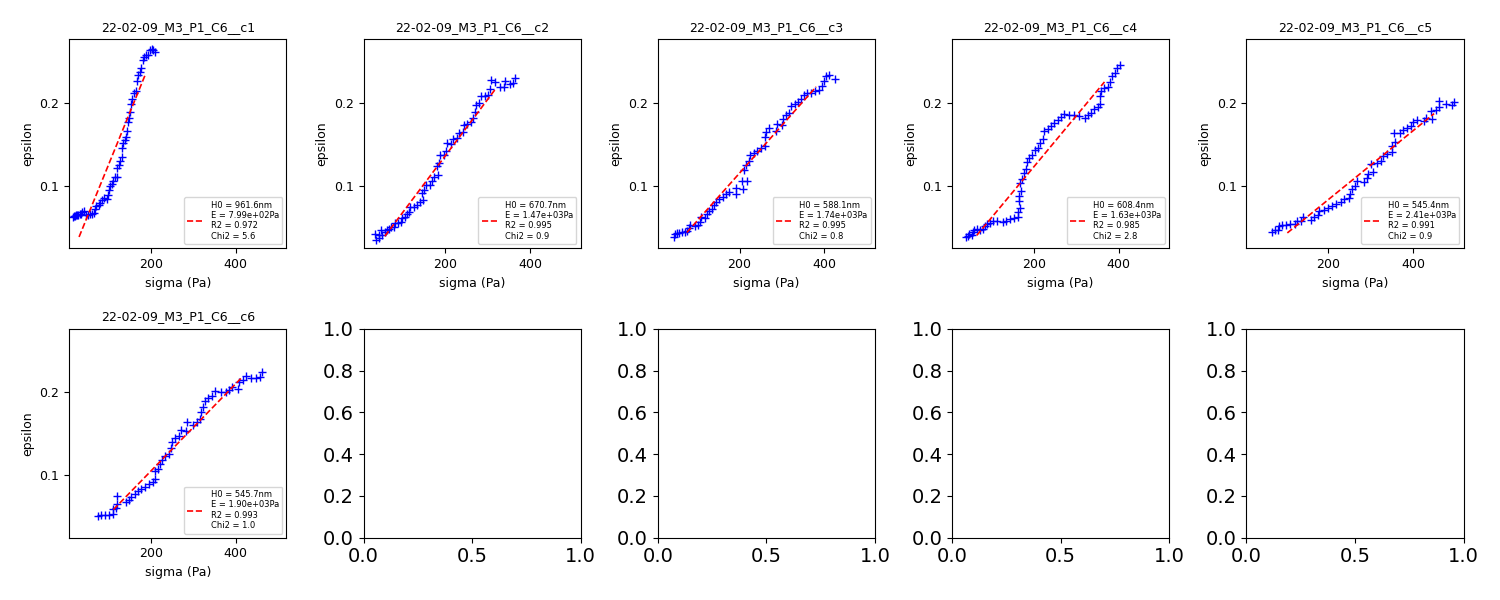 22-02-09_M3_P1_C6__c1
22-02-09_M3_P1_C6__c2
22-02-09_M3_P1_C6__c3
22-02-09_M3_P1_C6__c4
22-02-09_M3_P1_C6__c5
epsilon
0.2
0.1
H0 = 961.6nm
E = 7.99e+02Pa
R2 = 0.972
Chi2 = 5.6
200
400
sigma (Pa)
epsilon
0.2
0.1
H0 = 670.7nm
E = 1.47e+03Pa
R2 = 0.995
Chi2 = 0.9
200
400
sigma (Pa)
epsilon
0.2
0.1
H0 = 588.1nm
E = 1.74e+03Pa
R2 = 0.995
Chi2 = 0.8
200
400
sigma (Pa)
epsilon
0.2
0.1
H0 = 608.4nm
E = 1.63e+03Pa
R2 = 0.985
Chi2 = 2.8
200
400
sigma (Pa)
epsilon
0.2
0.1
H0 = 545.4nm
E = 2.41e+03Pa
R2 = 0.991
Chi2 = 0.9
200
400
sigma (Pa)
22-02-09_M3_P1_C6__c6
epsilon
0.2
0.1
H0 = 545.7nm
E = 1.90e+03Pa
R2 = 0.993
Chi2 = 1.0
200
400
sigma (Pa)
1.0
0.8
0.6
0.4
0.2
0.0
0.0
0.5
1.0
1.0
0.8
0.6
0.4
0.2
0.0
0.0
0.5
1.0
1.0
0.8
0.6
0.4
0.2
0.0
0.0
0.5
1.0
1.0
0.8
0.6
0.4
0.2
0.0
0.0
0.5
1.0